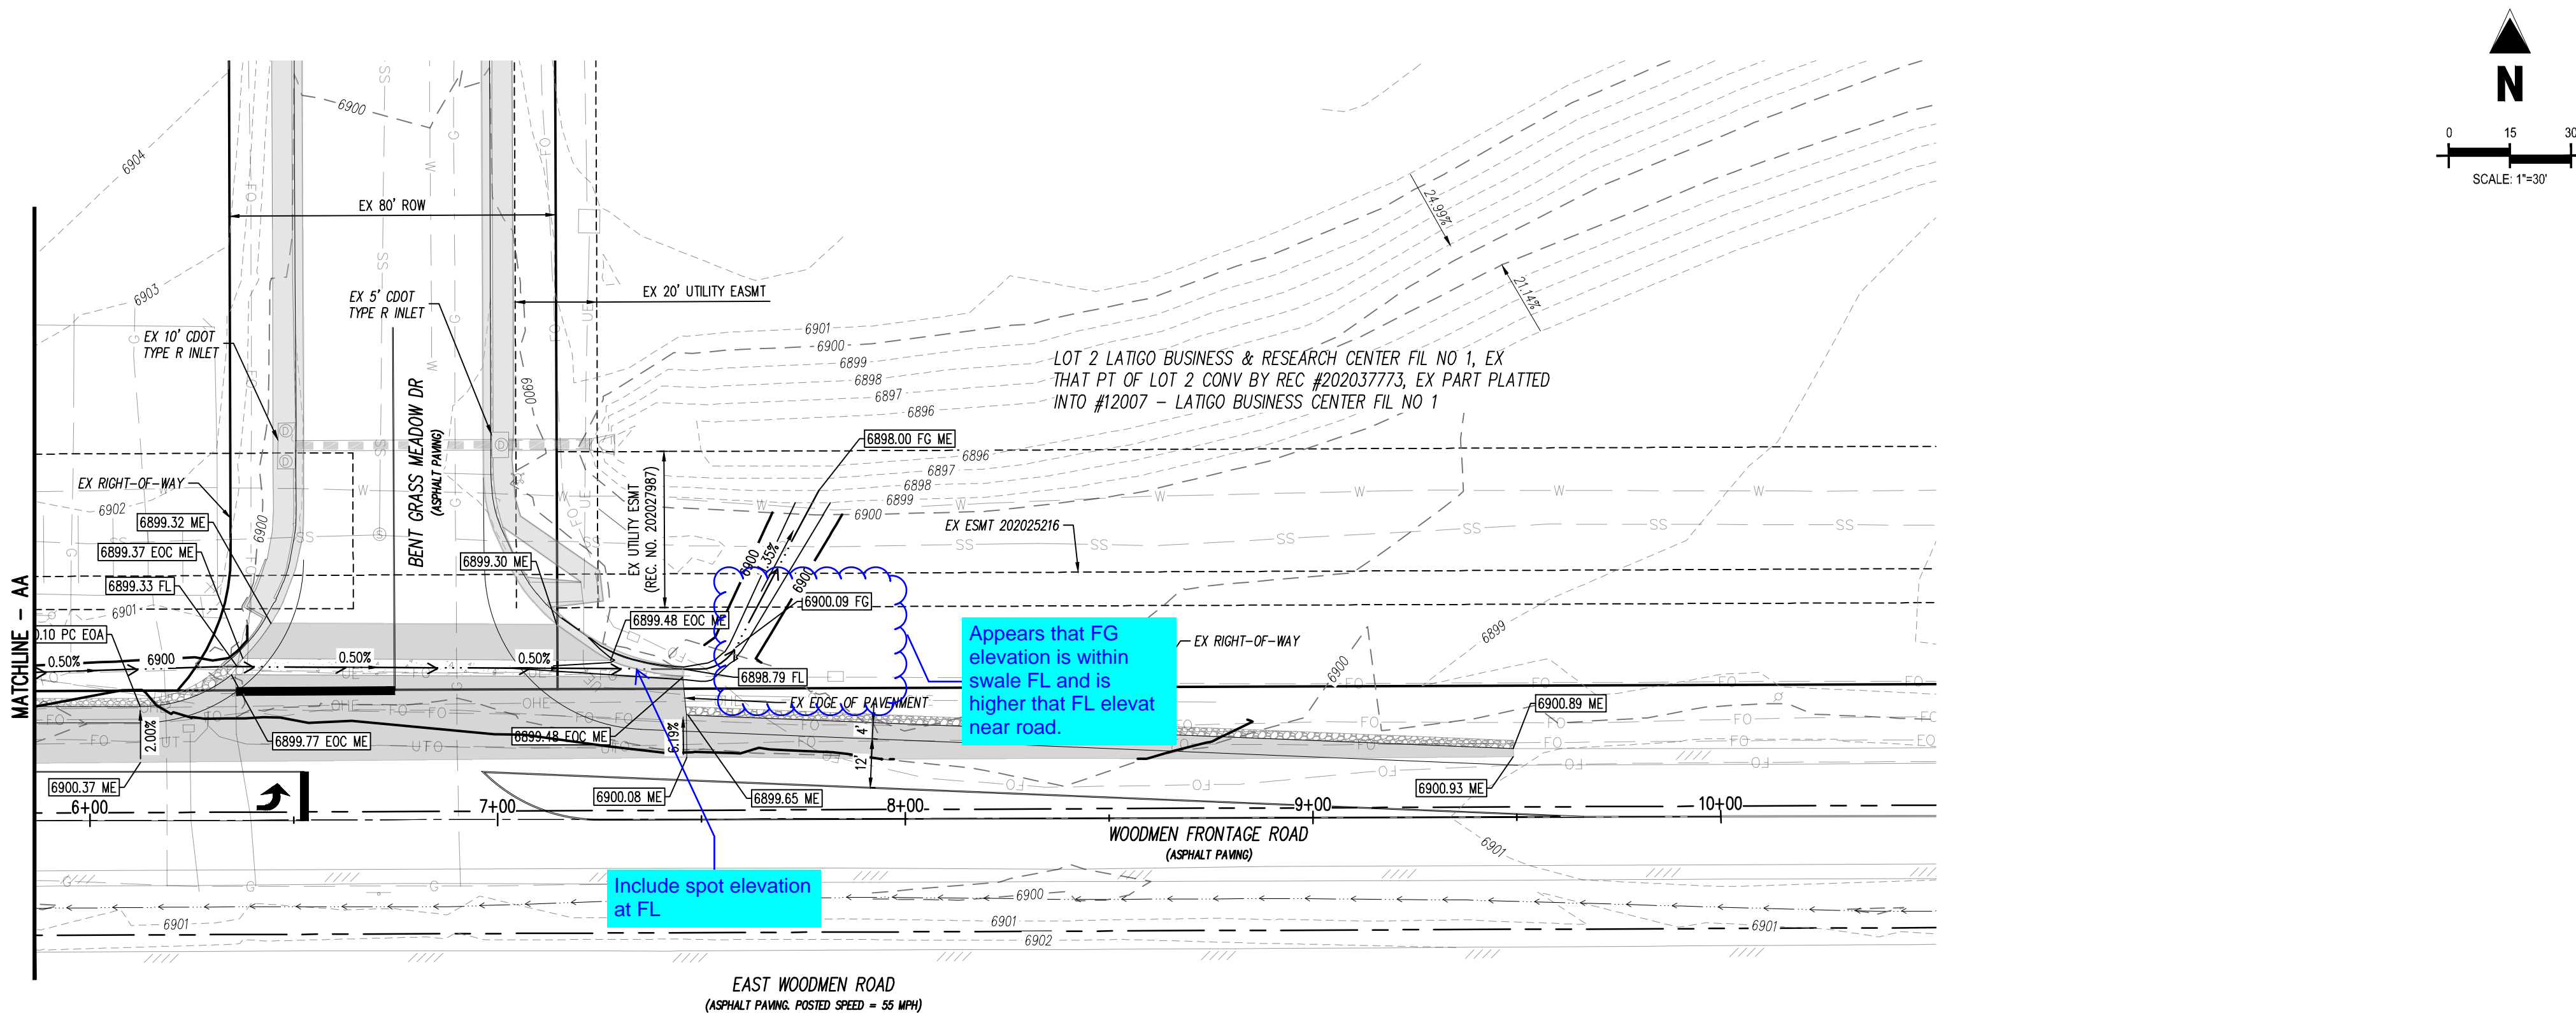 N
0 15 30
SCALE: 1"=30'
6900
6904
EX 80' ROW
6903
EX 5' CDOT
TYPE R INLET
EX 20' UTILITY EASMT
24.99%
21.14%
EX 10' CDOT
TYPE R INLET
6901
6900
6899
6898
6897
6896
LOT 2 LATIGO BUSINESS & RESEARCH CENTER FIL NO 1, EX
THAT PT OF LOT 2 CONV BY REC #202037773, EX PART PLATTED
INTO #12007 - LATIGO BUSINESS CENTER FIL NO 1
BENT GRASS MEADOW DR
(ASPHALT PAVING)
6900
6898.00 FG ME
6896
6897
6898
6899
6900
EX UTILITY ESMT
(REC. NO. 202027987)
EX RIGHT-OF-WAY
6902
6899.32 ME
6900
6899.37 EOC ME
6899.33 FL
6901
6899.30 ME
EX ESMT 202025216
6900
6900
6900.09 FG
6899.48 EOC ME
MATCHLINE - AA
.10 PC EOA
0.50%
6900
0.50%
0.50%
6898.79 FL
Appears that FG
elevation is within
swale FL and is
higher that FL elevat
near road.
EX RIGHT-OF-WAY
6899
6900
EX EDGE OF PAVENMENT
6900.89 ME
2.00%
6899.77 EOC ME
6899.48 EOC ME
4'
12'
6900.37 ME
6900.08 ME
6899.65 ME
6900.93 ME
6+00
7+00
8+00
9+00
10+00
WOODMEN FRONTAGE ROAD
(ASPHALT PAVING)
6901
Include spot elevation
at FL
6900
6901
6901
6901
6902
EAST WOODMEN ROAD
(ASPHALT PAVING. POSTED SPEED = 55 MPH)